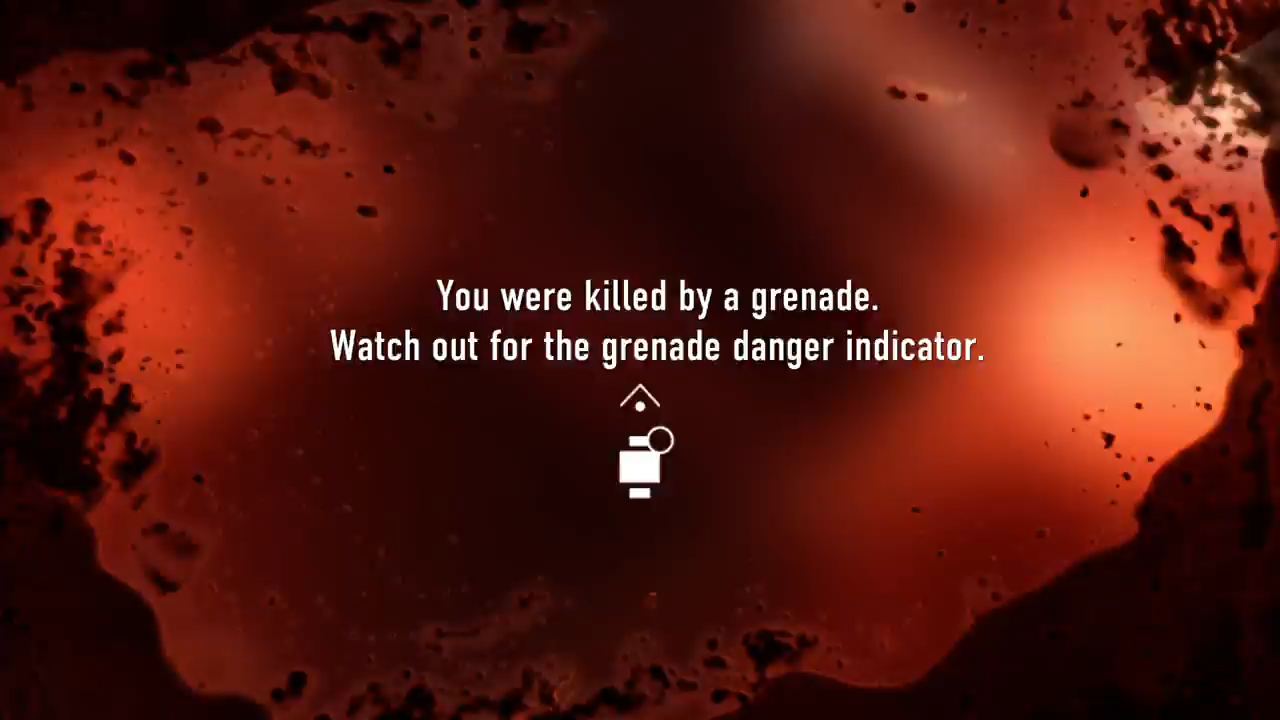 You were killed by a grenade.
Watch out for the grenade danger indicator.